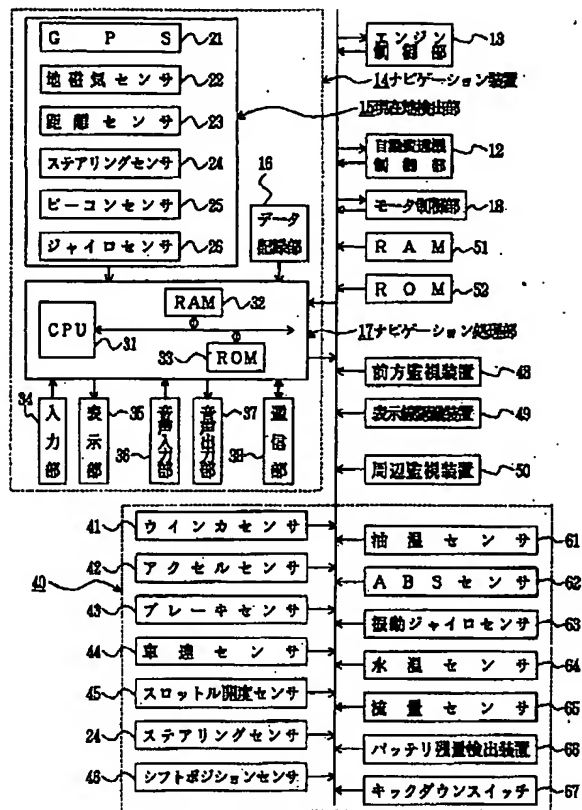 GPS 21
地磁気センサ 22
距離センサ 23
ステアリングセンサ 24
ビーコンセンサ 25
ジャイロセンサ 26
エンジン制御部 13
14 ナビゲーション装置
15 現在地検出部
自動変速機制御部 12
16
データ記録部
モータ制御部 18
RAM 51
ROM 52
CPU 31
RAM 32
33 ROM
17 ナビゲーション処理部
前方監視装置 48
34 入力部
表示部 35
36 音声入力部
音声出力部 37
38 通信部
49
周辺監視装置 50
40
41 ウインカセンサ
42 アクセルセンサ
43 ブレーキセンサ
44 車速センサ
45 スロットル開度センサ
24 ステアリングセンサ
46 シフトポジションセンサ
油温センサ 61
ABSセンサ 62
振動ジャイロセンサ 63
水温センサ 64
流量センサ 65
バッテリ残量検出装置 66
キックダウンスイッチ 67